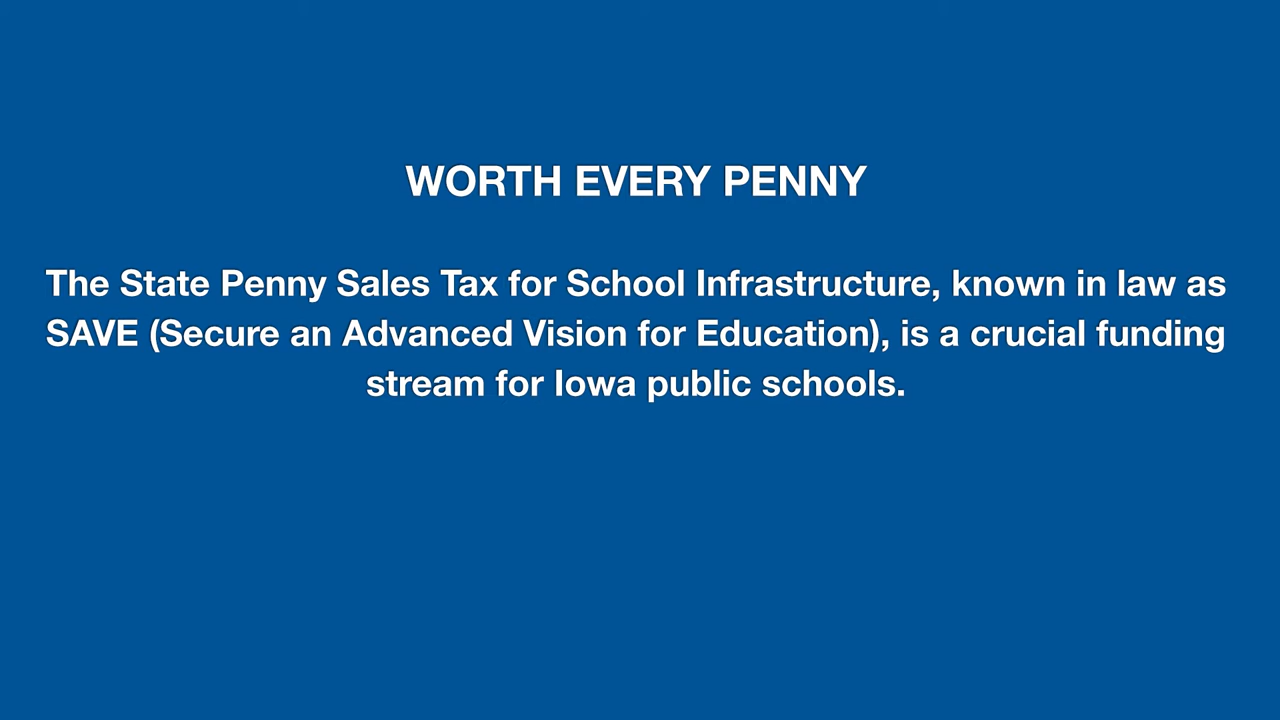 WORTH EVERY PENNY
The State Penny Sales Tax for School Infrastructure, known in law as
SAVE (Secure an Advanced Vision for Education), is a crucial funding
stream for Iowa public schools.